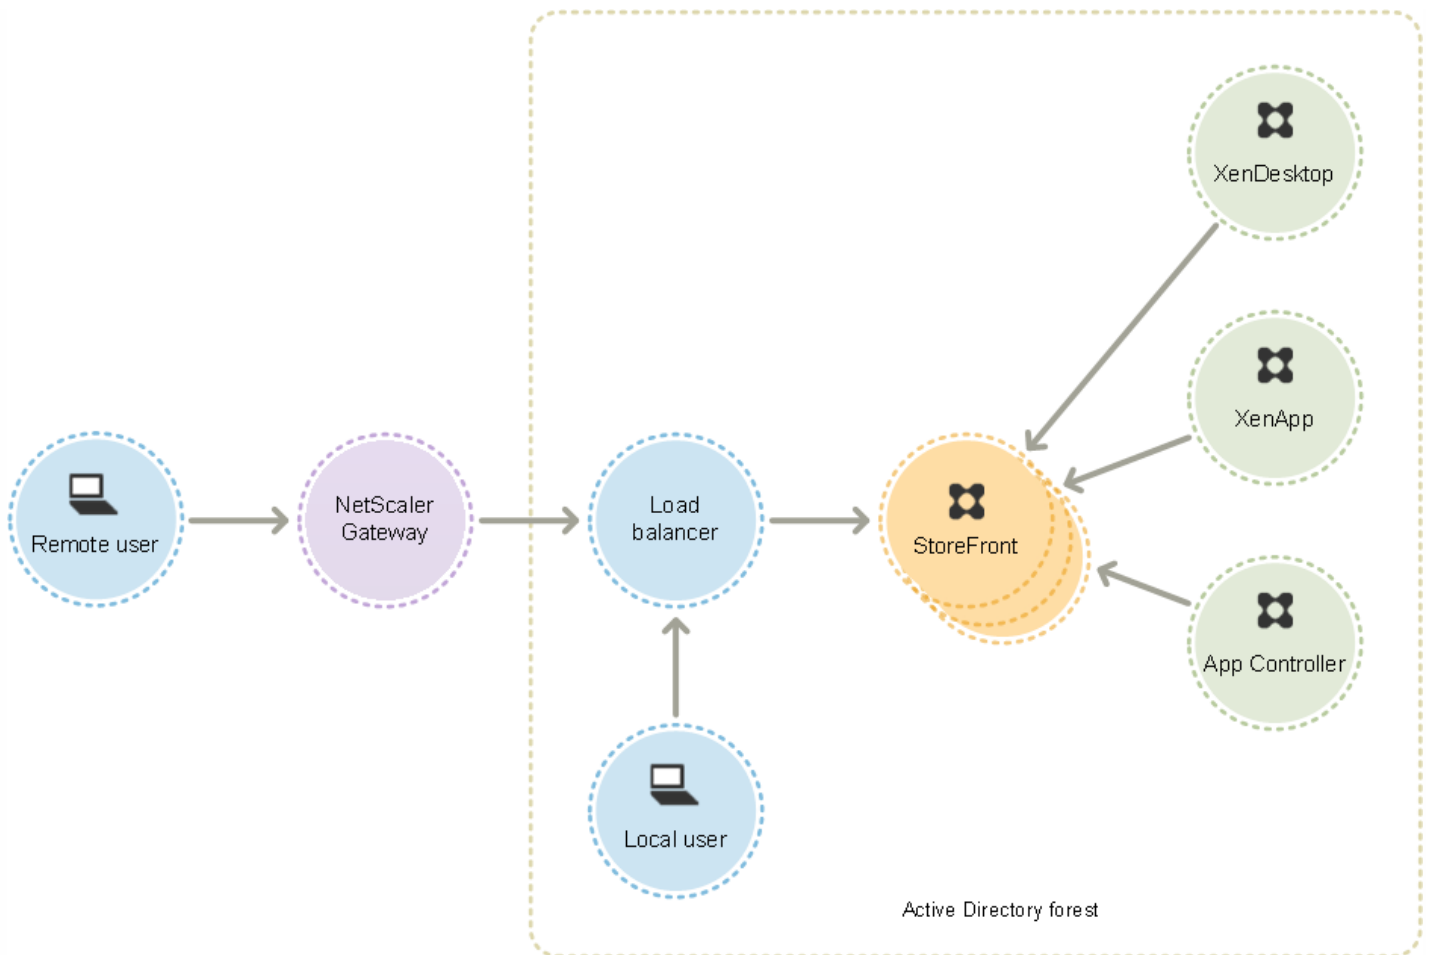 XenDesktop
XenApp
Remote user
NetScaler
Gateway
Load
balancer
StoreFront
App Controller
Local user
Active Directory forest